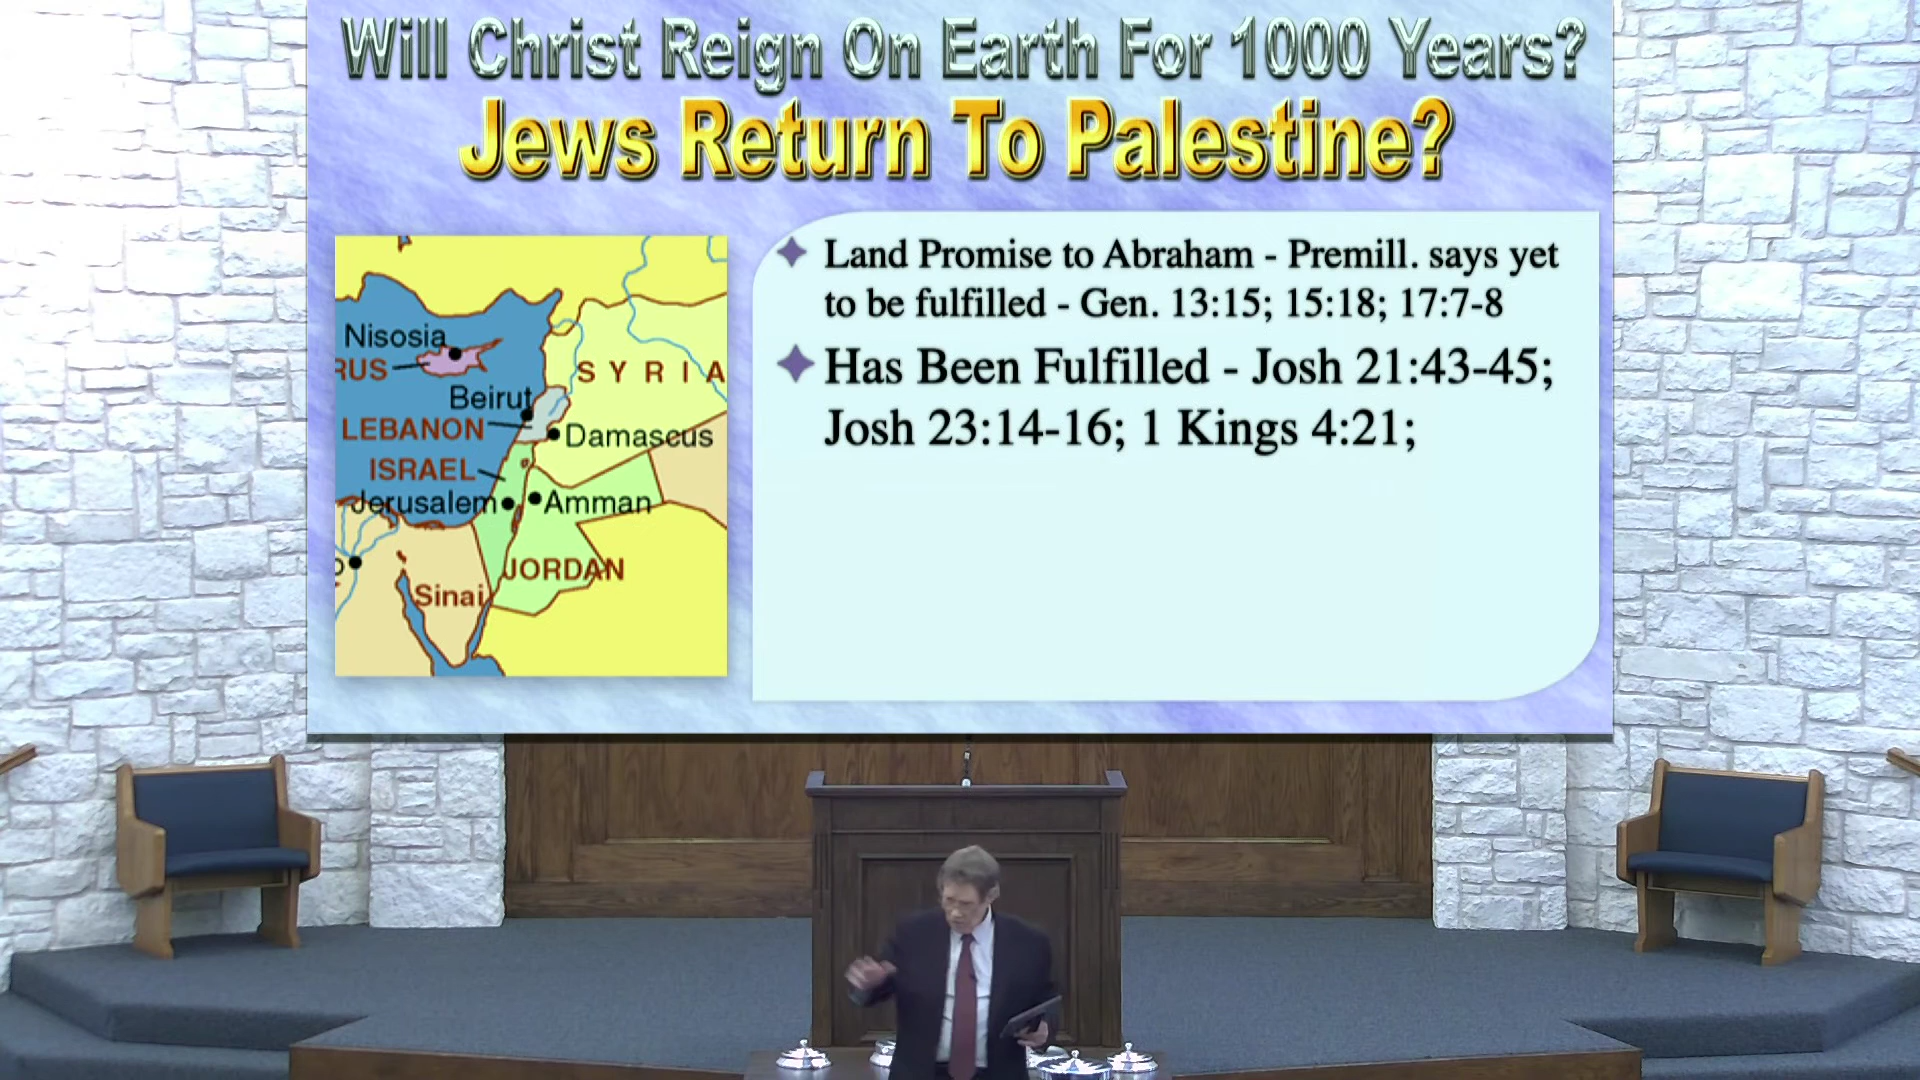 Will Christ Reign On Earth For 1000 Years?
Jews Return To Palestine?
Land Promise to Abraham - Premill. says yet
to be fulfilled - Gen. 13:15; 15:18; 17:7-8
Has Been Fulfilled - Josh 21:43-45;
Josh 23:14-16; 1 Kings 4:21;
Nisosia
RUS
SYRIA
Beirut
LEBANON
Damascus
ISRAEL
Jerusalem
Amman
JORDAN
Sinai